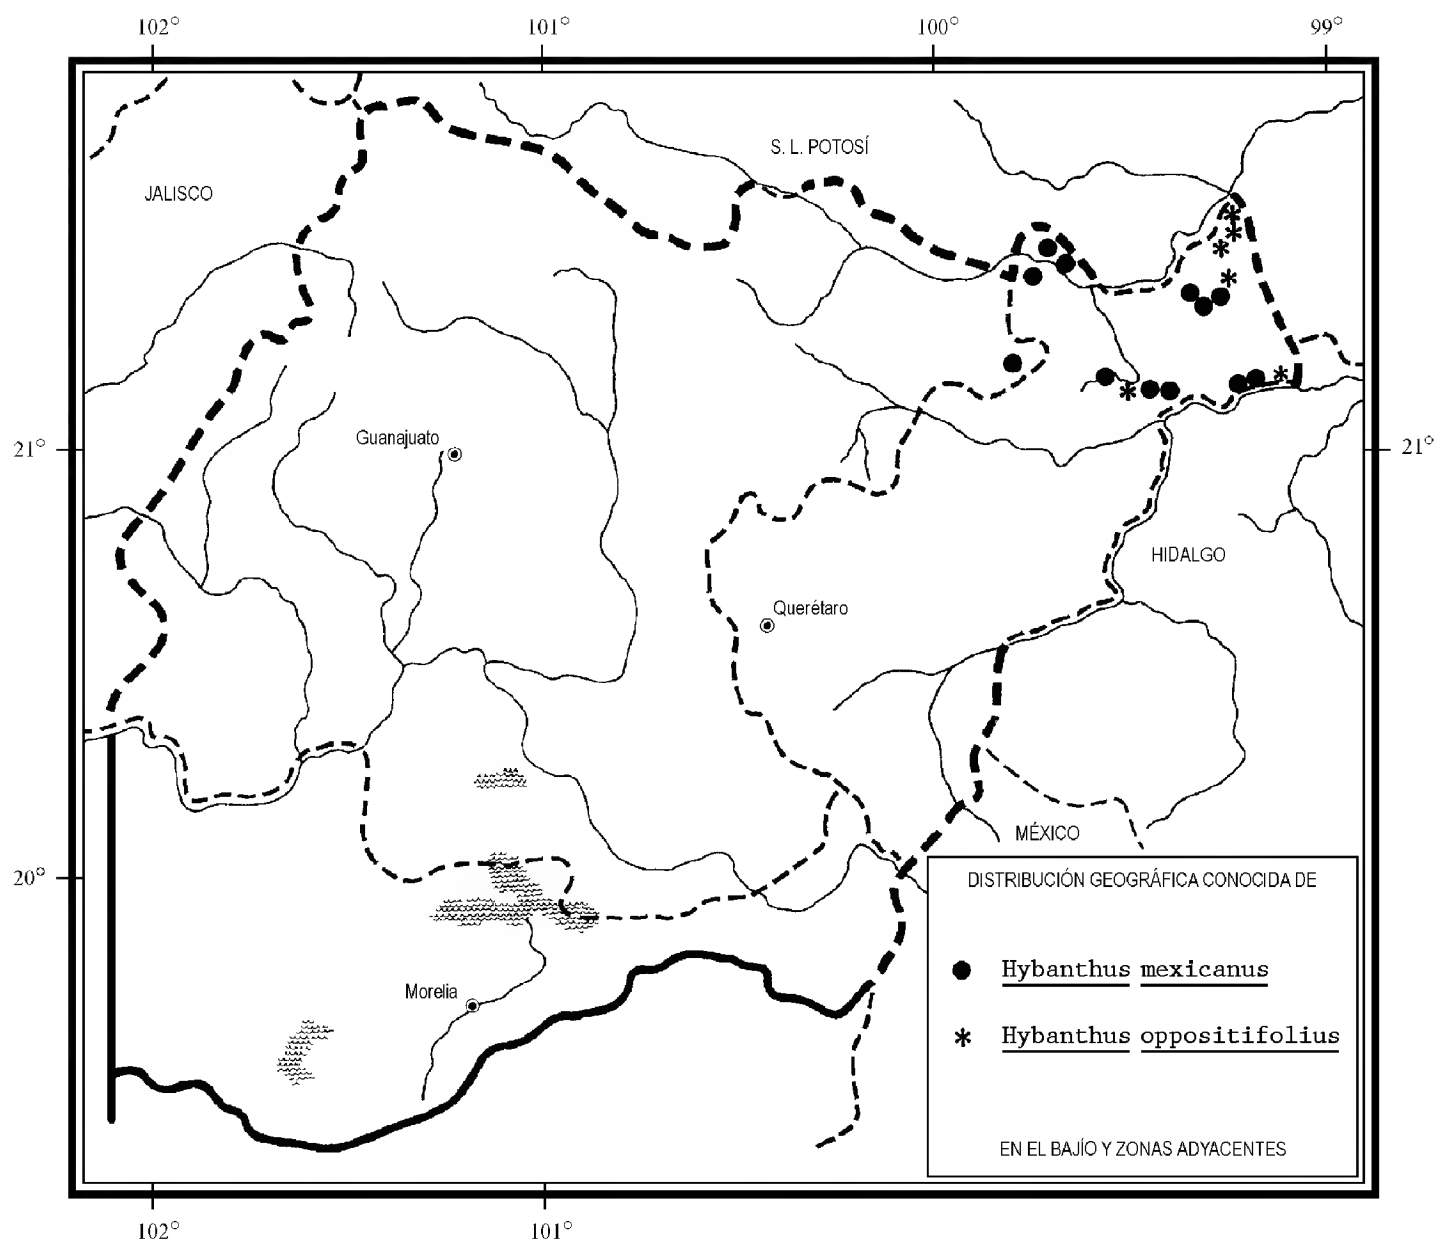 102° 101° 100° 99°
S. L. POTOSÍ
JALISCO
Guanajuato
21° 21°
HIDALGO
Querétaro
MÉXICO
20°
DISTRIBUCIÓN GEOGRÁFICA CONOCIDA DE
Hybanthus mexicanus
Morelia
Hybanthus oppositifolius
EN EL BAJÍO Y ZONAS ADYACENTES
102° 101°